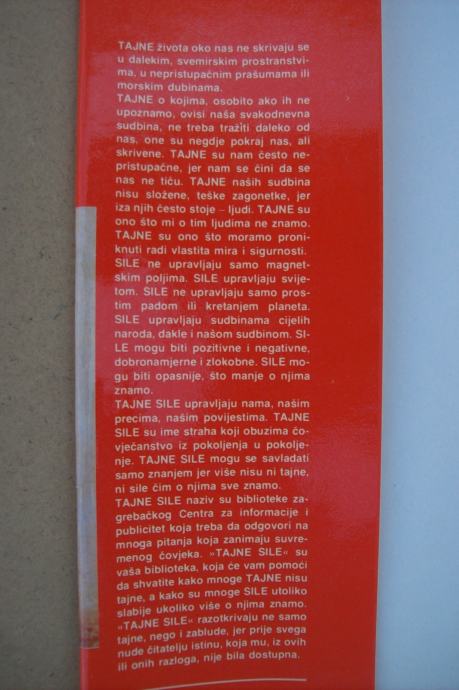 TAJNE života oko nas ne skrivaju se
u dalekim, svemirskim prostranstvi-
ma, u nepristupačnim prašumama ili
morskim dubinama.
TAJNE o kojima, osobito ako ih ne
upoznamo, ovisi naša svakodnevna
sudbina, ne treba tražiti daleko od
nas, one su negdje pokraj nas, ali
skrivene. TAJNE su nam često ne-
pristupačne, jer nam se čini da se
nas ne tiču. TAJNE naših sudbina
nisu složene, teške zagonetke, jer
iza njih često stoje – ljudi. TAJNE su
ono što mi o tim ljudima ne znamo.
TAJNE su ono što moramo proni-
knuti radi vlastita mira i sigurnosti.
SILE ne upravljaju samo magnet-
skim poljima. SILE upravljaju svije-
tom. SILE ne upravljaju samo pros-
tim padom ili kretanjem planeta.
SILE upravljaju sudbinama cijelih
naroda, dakle i našom sudbinom. SI-
LE mogu biti pozitivne i negativne,
dobronamjerne i zlokobne. SILE mo-
gu biti opasnije, što manje o njima
znamo.
TAJNE SILE upravljaju nama, našim
precima, našim povijestima. TAJNE
SILE su ime straha koji obuzima čo-
vječanstvo iz pokoljenja u pokolje-
nje. TAJNE SILE mogu se savladati
samo znanjem jer više nisu ni tajne,
ni sile čim o njima sve znamo.
TAJNE SILE naziv su biblioteke za-
grebačkog Centra za informacije i
publicitet koja treba da odgovori na
mnoga pitanja koja zanimaju suvre-
menog čovjeka. »TAJNE SILE« su
vaša biblioteka, koja će vam pomoći
da shvatite kako mnoge TAJNE nisu
tajne, a kako su mnoge SILE utoliko
slabije ukoliko više o njima znamo.
»TAJNE SILE« razotkrivaju ne samo
tajne, nego i zablude, jer prije svega
nude čitatelju istinu, koja mu, iz ovih
ili onih razloga, nije bila dostupna.